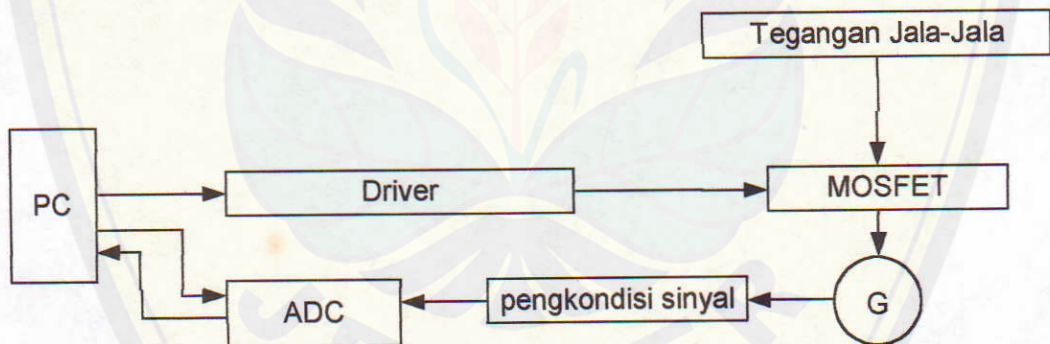 Tegangan Jala-Jala
PC
Driver
MOSFET
ADC
pengkondisi sinyal
G